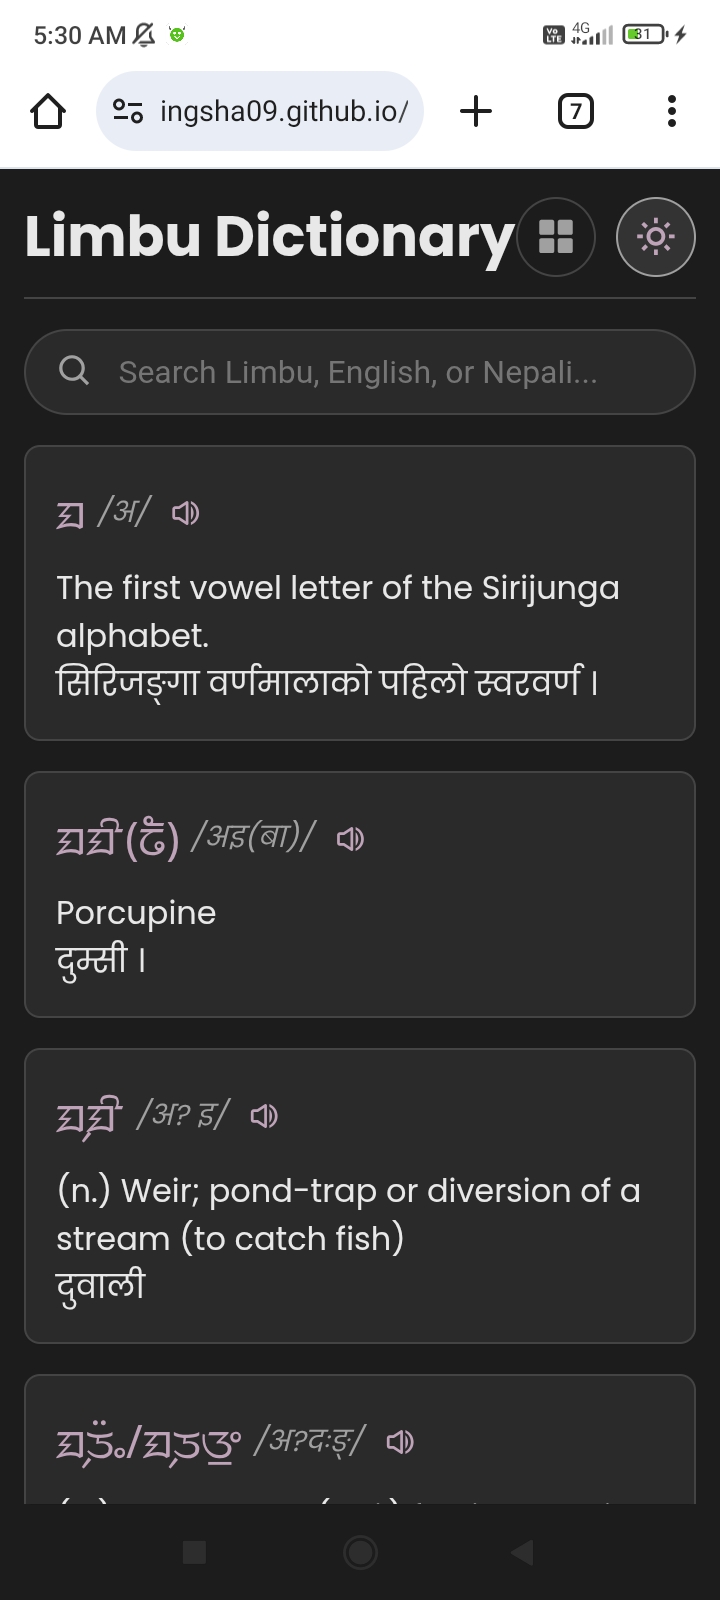 5:30 AM
Vo LTE 4G 31
ingsha09.github.io/
7
Limbu Dictionary
Search Limbu, English, or Nepali...
ᤀ /अ/
The first vowel letter of the Sirijunga
alphabet.
सिरिजङ्गा वर्णमालाको पहिलो स्वरवर्ण ।
/अइ(बा)/
Porcupine
दुम्सी ।
/अ? इ/
(n.) Weir; pond-trap or diversion of a
stream (to catch fish)
दुवाली
/अ?दःङ्/